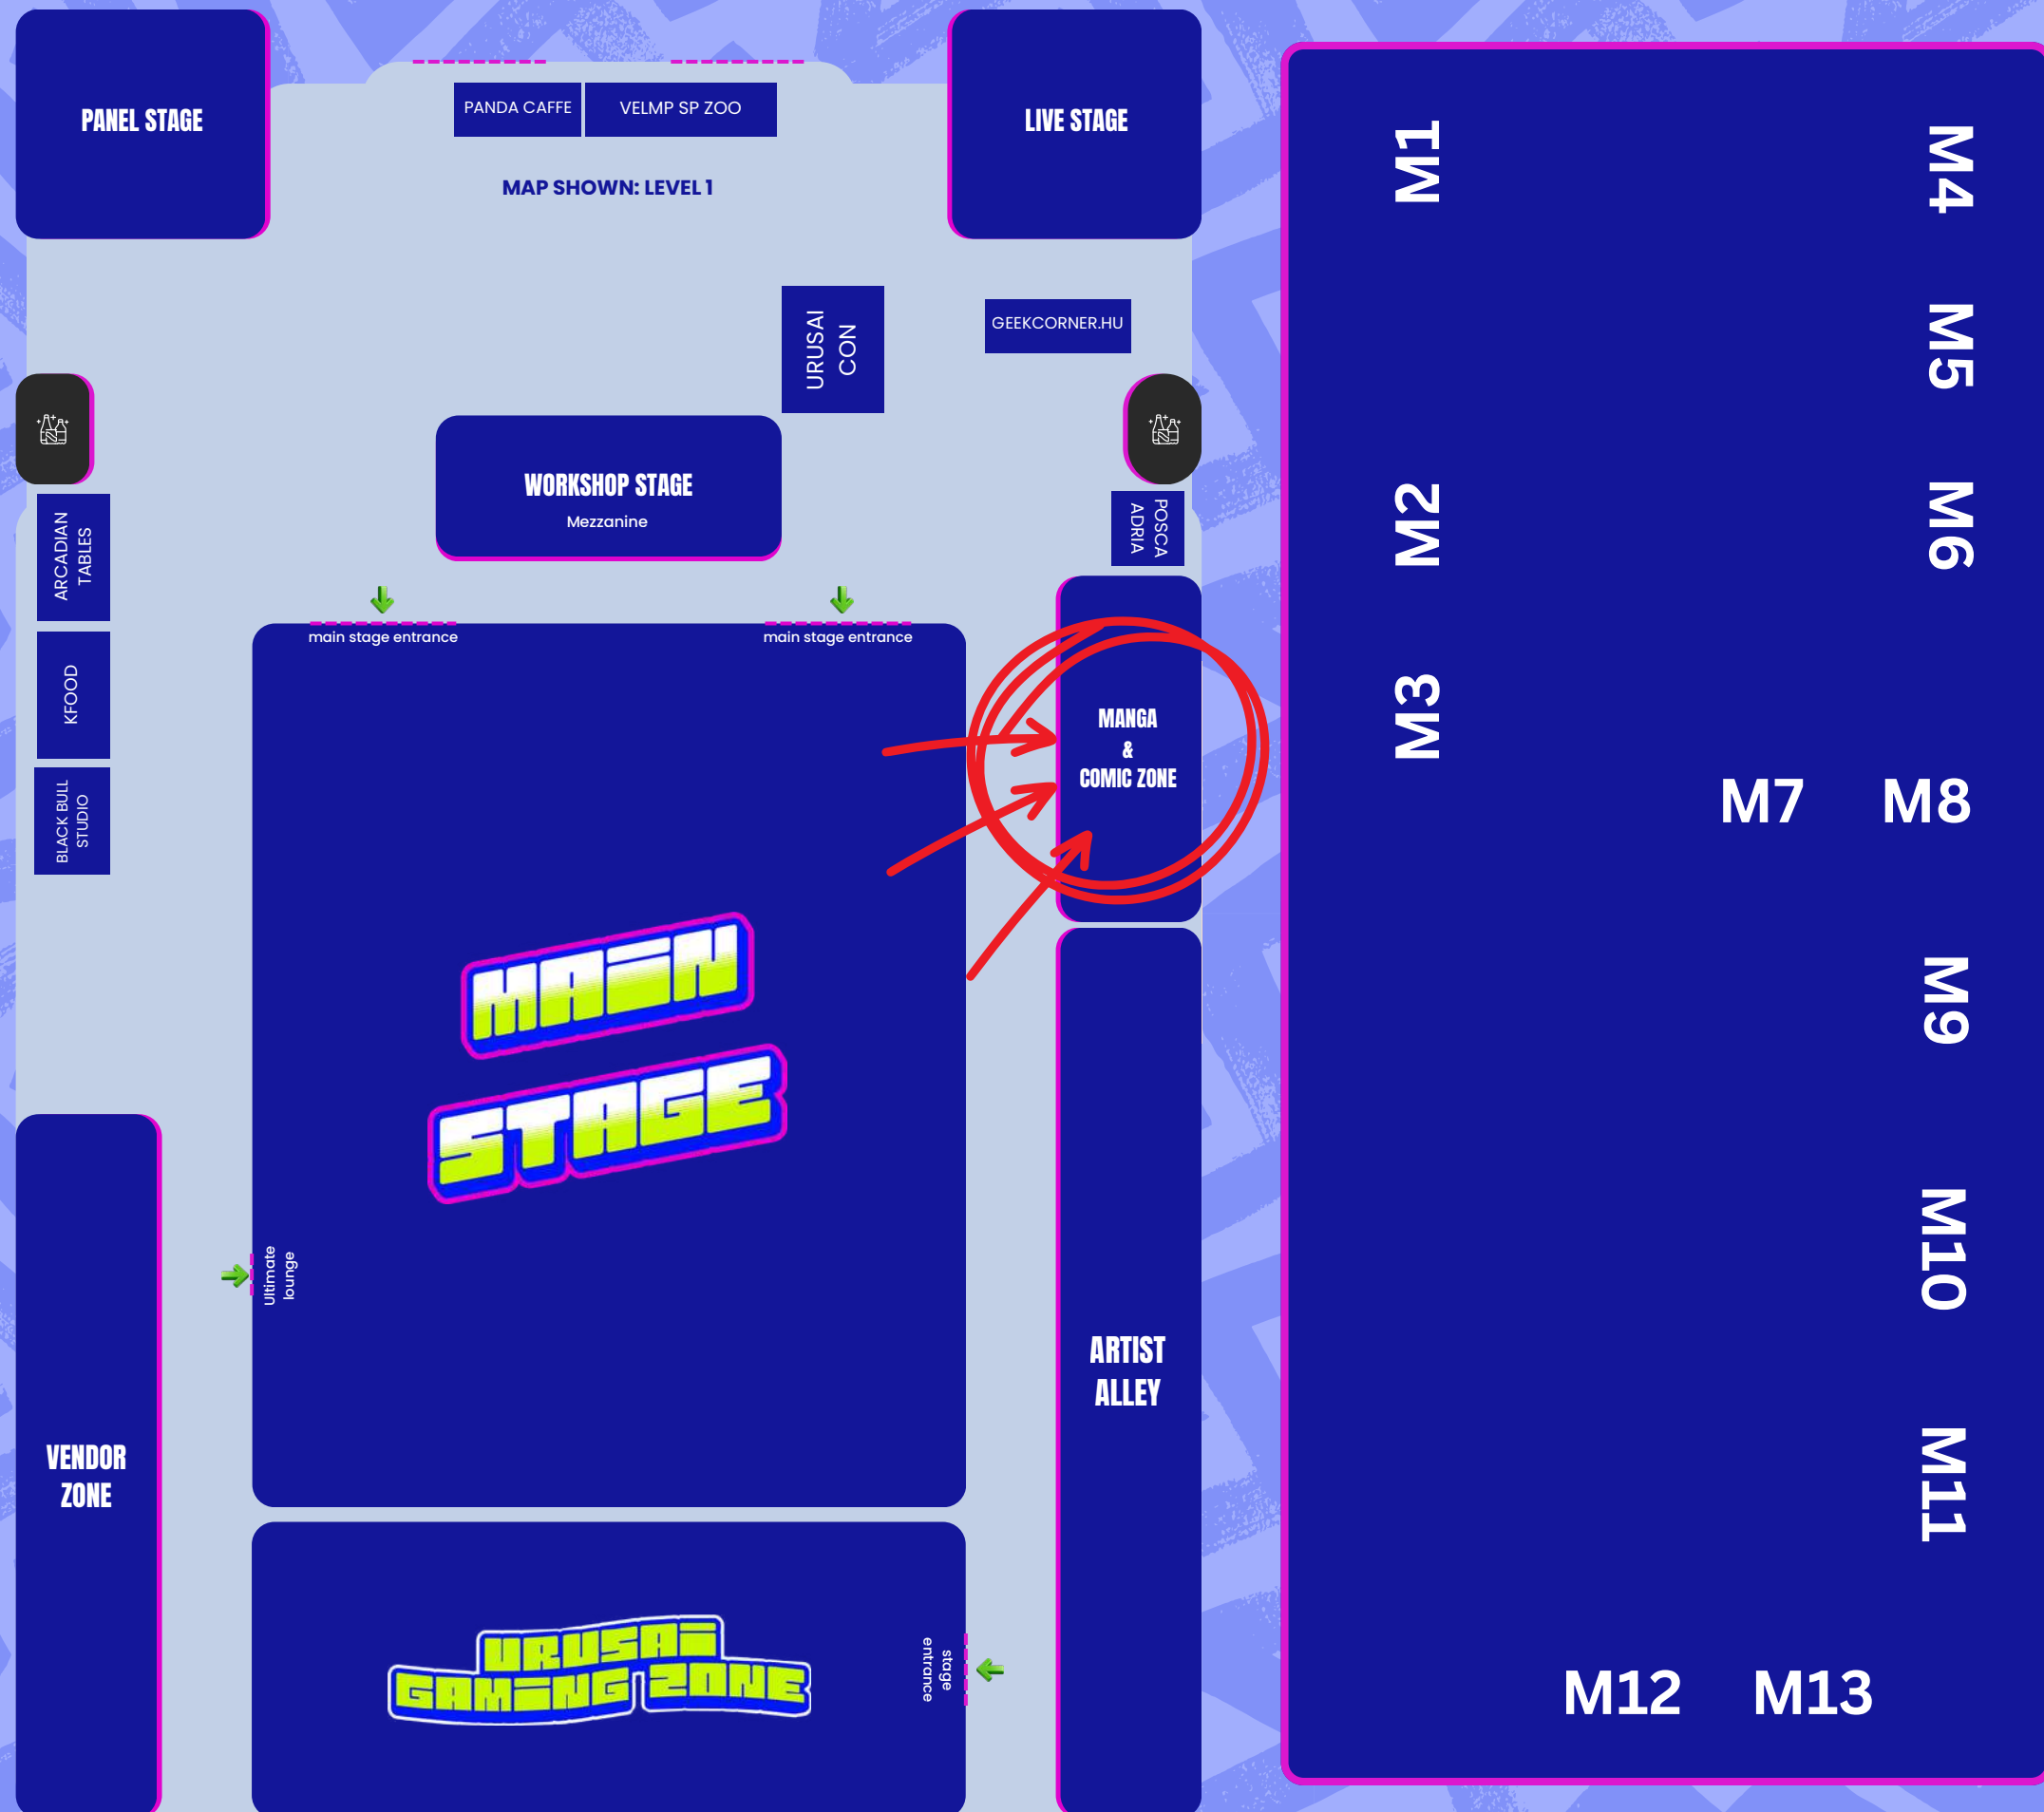 PANEL STAGE
PANDA CAFFE
VELMP SP ZOO
LIVE STAGE
MAP SHOWN: LEVEL 1
URUSAI
CON
GEEKCORNER.HU
WORKSHOP STAGE
Mezzanine
ARCADIAN
TABLES
POSCA
ADRIA
KFOOD
BLACK BULL
STUDIO
main stage entrance
main stage entrance
MANGA
&
COMIC ZONE
MAIN
STAGE
Ultimate
lounge
ARTIST
ALLEY
VENDOR
ZONE
URUSAI
GAMING ZONE
stage
entrance
M1
M2
M3
M4
M5
M6
M7
M8
M9
M10
M11
M12
M13